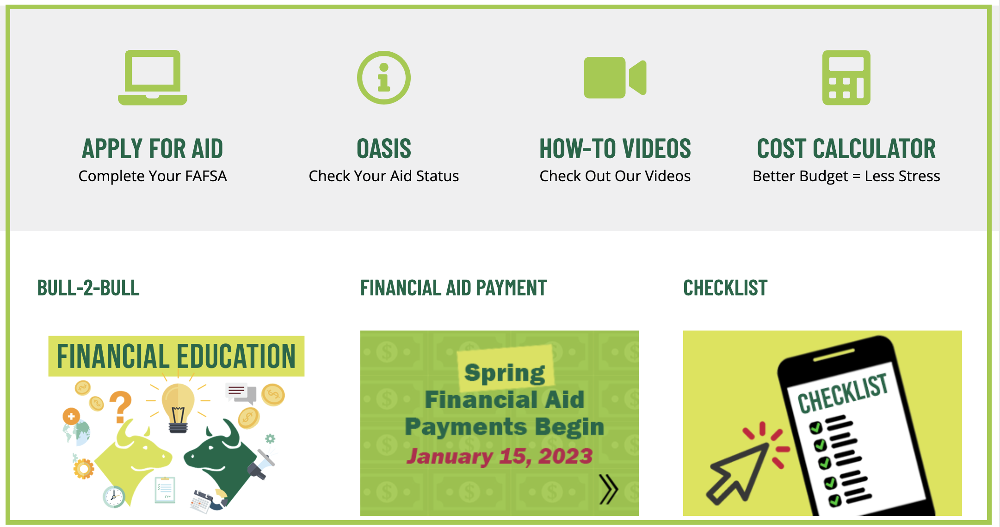 APPLY FOR AID
Complete Your FAFSA
OASIS
Check Your Aid Status
HOW-TO VIDEOS
Check Out Our Videos
COST CALCULATOR
Better Budget = Less Stress
BULL-2-BULL
FINANCIAL EDUCATION
FINANCIAL AID PAYMENT
Spring
Financial Aid
Payments Begin
January 15, 2023
CHECKLIST
CHECKLIST